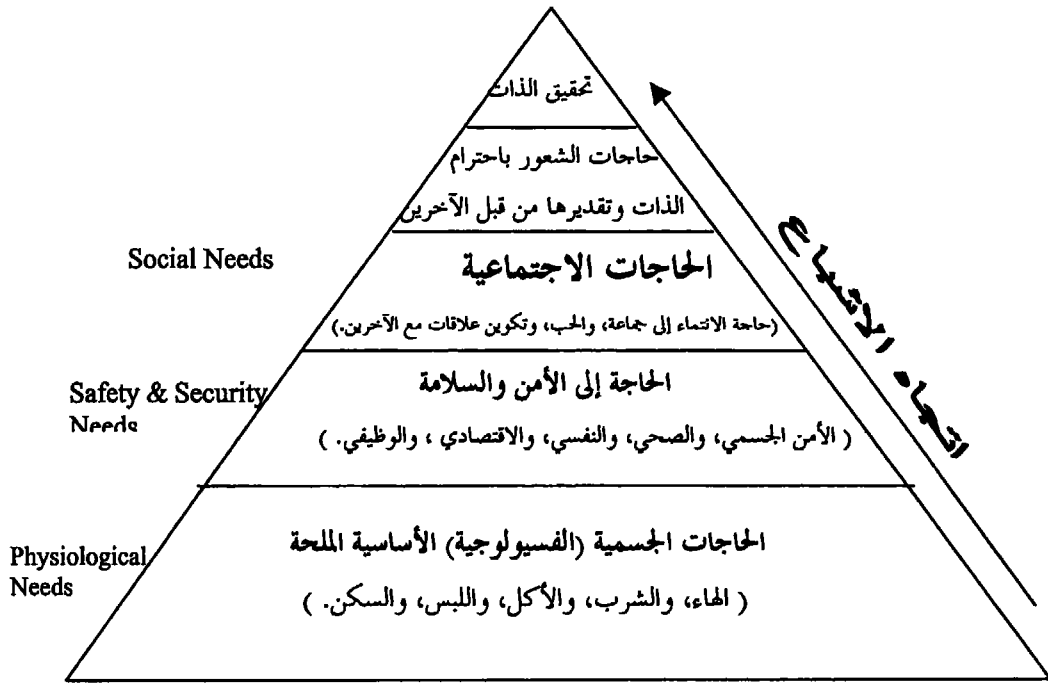 تحقيق الذات
حاجات الشعور باحترام
الذات وتقديرها من قبل الآخرين
Social Needs
الحاجات الاجتماعية
(حاجة الانتماء إلى جماعة، والحب، وتكوين علاقات مع الآخرين.)
Safety & Security
Needs
الحاجة إلى الأمن والسلامة
( الأمن الجسمي، والصحي، والنفسي، والاقتصادي ، والوظيفي. )
Physiological
Needs
الحاجات الجسمية (الفسيولوجية) الأساسية الملحة
( الهاء، والشرب، والأكل، واللبس، والسكن. )
اتجاه الاشباع